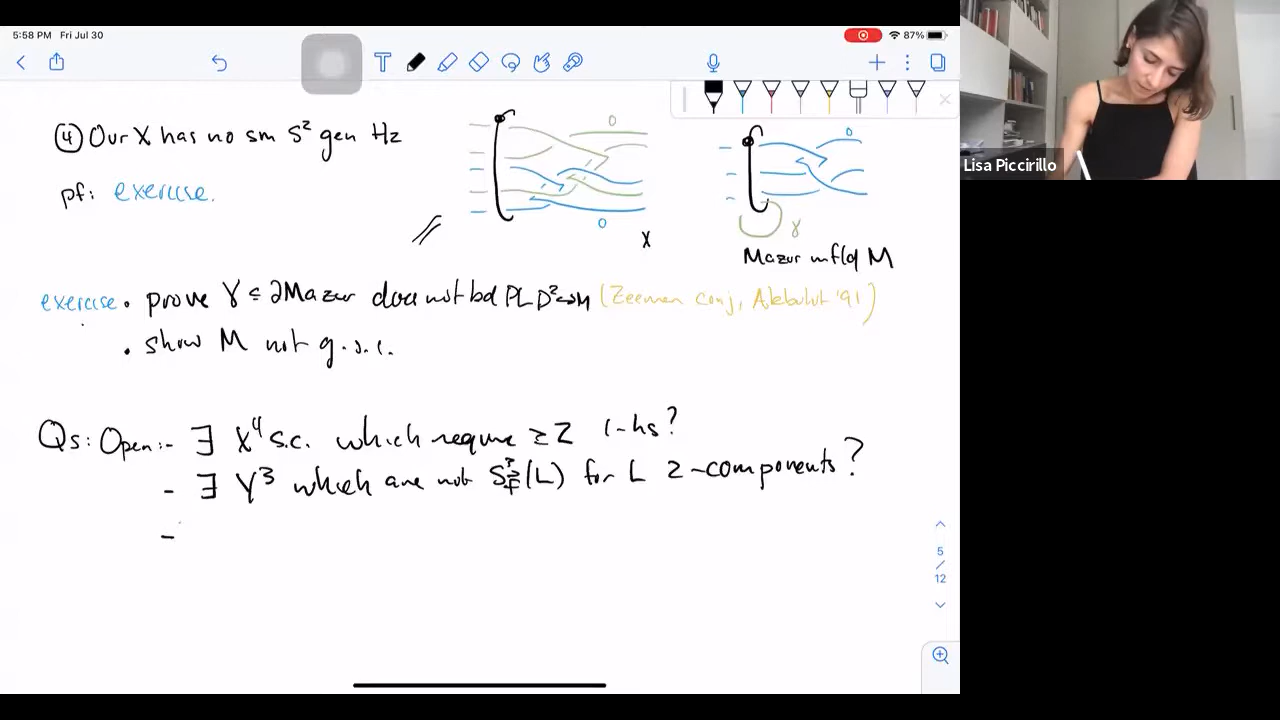 5:58 PM Fri Jul 30
87%
T
④ Our X has no sm S² gen H₂
pf: exercise.
0
0
X
0
γ
Mazur mfld M
Lisa Piccirillo
exercise • prove γ ⊆ ∂Mazur does not bd PL D² ↪ M (Zeeman conj, Akbulut '91)
• show M not g.s.c.
Qs: Open: - ∃ X⁴ s.c. which require ≥2 1-hs?
- ∃ Y³ which are not (L) for L 2-components?
-
5
/
12